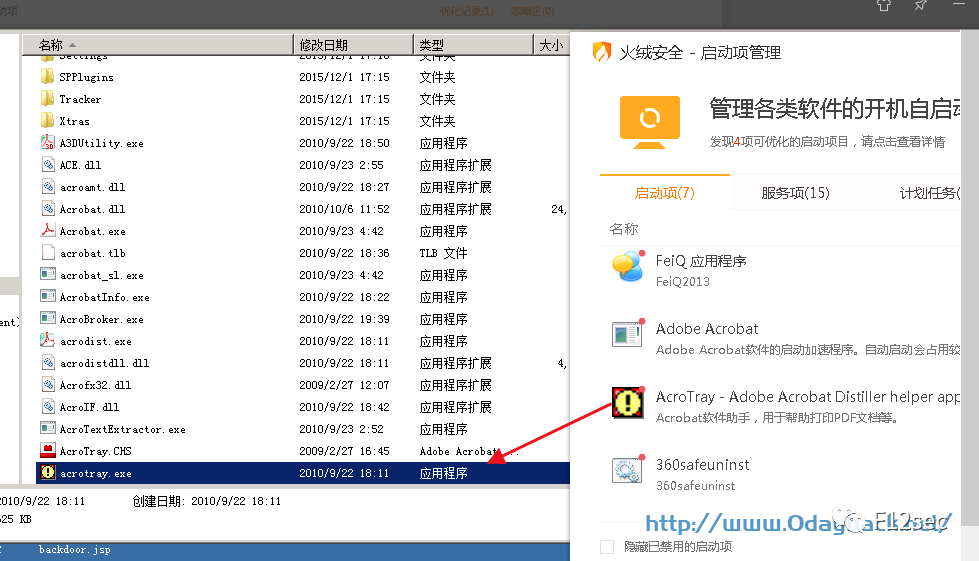 优化记录(1) 忽略区(0)
名称 修改日期 类型 大小
Settings 2015/12/1 17:16 文件夹
SPPlugins 2015/12/1 17:15 文件夹
Tracker 2015/12/1 17:15 文件夹
Xtras 2015/12/1 17:15 文件夹
A3DUtility.exe 2010/9/22 18:50 应用程序
ACE.dll 2010/9/23 2:55 应用程序扩展
acroamt.dll 2010/9/22 18:27 应用程序扩展
Acrobat.dll 2010/10/6 11:52 应用程序扩展 24,
Acrobat.exe 2010/9/23 4:42 应用程序
acrobat.tlb 2010/9/22 18:36 TLB 文件
acrobat_sl.exe 2010/9/23 4:42 应用程序
AcrobatInfo.exe 2010/9/22 18:22 应用程序
AcroBroker.exe 2010/9/22 19:39 应用程序
acrodist.exe 2010/9/22 18:11 应用程序
acrodistdll.dll 2010/9/22 18:11 应用程序扩展 4,
Acrofx32.dll 2009/2/27 12:07 应用程序扩展
AcroIF.dll 2010/9/22 18:42 应用程序扩展
AcroTextExtractor.exe 2010/9/23 2:52 应用程序
AcroTray.CHS 2009/2/27 16:45 Adobe Acrobat...
acrotray.exe 2010/9/22 18:11 应用程序
2010/9/22 18:11 创建日期: 2010/9/22 18:11
625 KB
backdoor.jsp
火绒安全 - 启动项管理
管理各类软件的开机自启动
发现4项可优化的启动项目，请点击查看详情
启动项(7) 服务项(15) 计划任务(
名称
FeiQ 应用程序
FeiQ2013
Adobe Acrobat
Adobe Acrobat软件的启动加速程序。自动启动会占用较
AcroTray - Adobe Acrobat Distiller helper app
Acrobat软件助手，用于帮助打印PDF文档等。
360safeuninst
360safeuninst
F12sec
隐藏已禁用的启动项